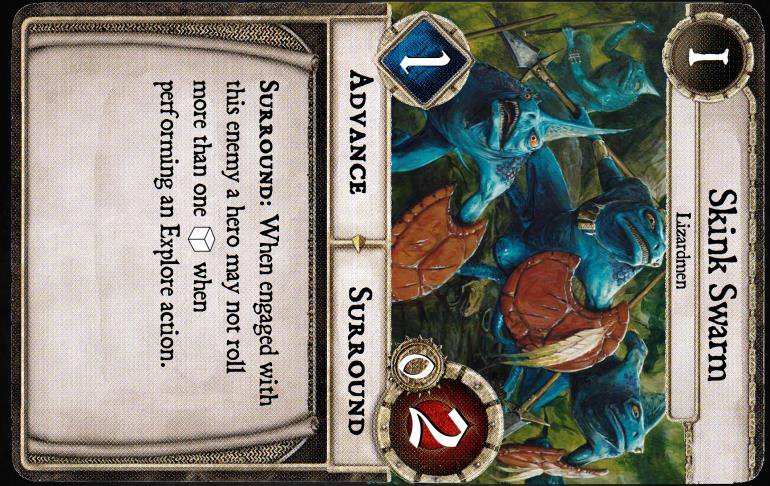 I
Skink Swarm
Lizardmen
1
0
2
ADVANCE
SURROUND
SURROUND: When engaged with
this enemy a hero may not roll
more than one when
performing an Explore action.